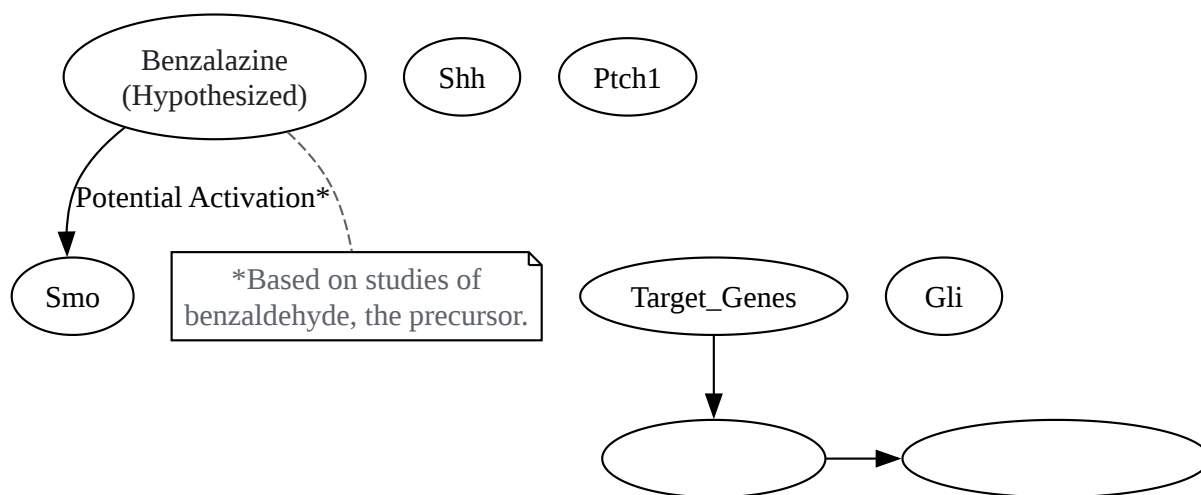 Benzalazine
(Hypothesized)
Shh
Ptch1
Potential Activation*
Smo
*Based on studies of
benzaldehyde, the precursor.
Target_Genes
Gli